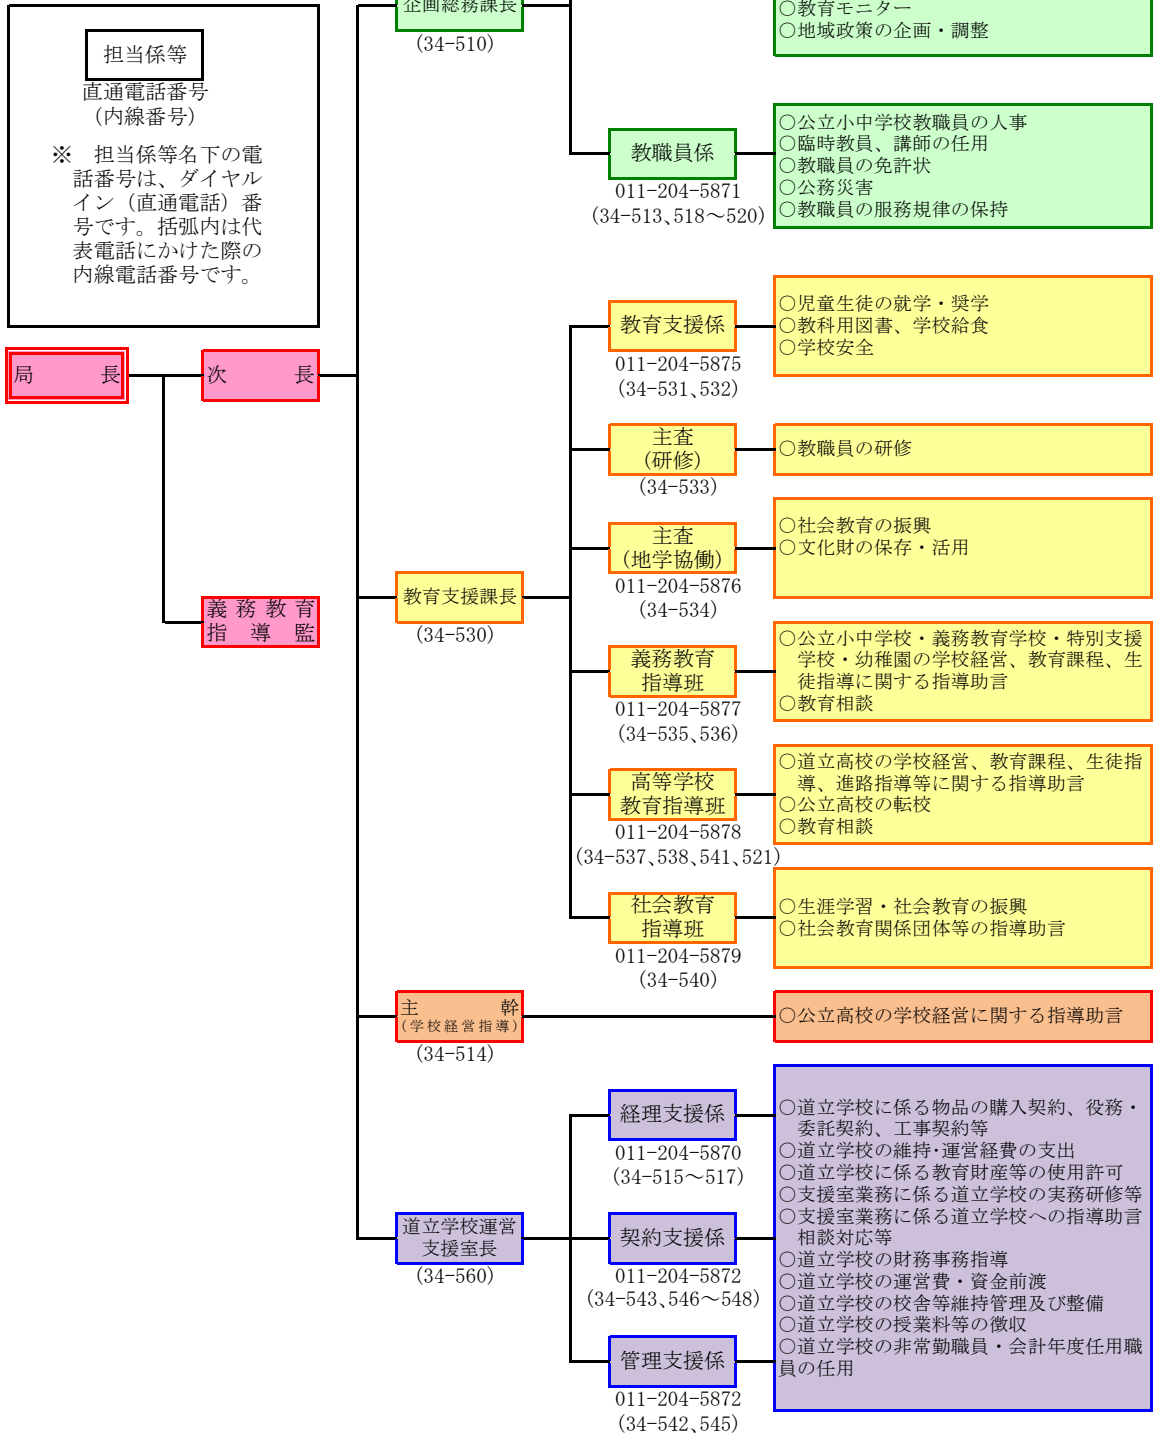 担当係等
直通電話番号
（内線番号）
※　担当係等名下の電
話番号は、ダイヤル
イン（直通電話）番
号です。括弧内は代
表電話にかけた際の
内線電話番号です。
局　　　長
次　　　長
義 務 教 育
指　導　監
企画総務課長
(34-510)
○教育モニター
○地域政策の企画・調整
教職員係
011-204-5871
(34-513、518～520)
○公立小中学校教職員の人事
○臨時教員、講師の任用
○教職員の免許状
○公務災害
○教職員の服務規律の保持
教育支援課長
(34-530)
教育支援係
011-204-5875
(34-531、532)
○児童生徒の就学・奨学
○教科用図書、学校給食
○学校安全
主査
(研修)
(34-533)
○教職員の研修
主査
(地学協働)
011-204-5876
(34-534)
○社会教育の振興
○文化財の保存・活用
義務教育
指導班
011-204-5877
(34-535、536)
○公立小中学校・義務教育学校・特別支援
学校・幼稚園の学校経営、教育課程、生
徒指導に関する指導助言
○教育相談
高等学校
教育指導班
011-204-5878
(34-537、538、541、521)
○道立高校の学校経営、教育課程、生徒指
導、進路指導等に関する指導助言
○公立高校の転校
○教育相談
社会教育
指導班
011-204-5879
(34-540)
○生涯学習・社会教育の振興
○社会教育関係団体等の指導助言
主　　　　幹
(学校経営指導)
(34-514)
○公立高校の学校経営に関する指導助言
道立学校運営
支援室長
(34-560)
経理支援係
011-204-5870
(34-515～517)
契約支援係
011-204-5872
(34-543、546～548)
管理支援係
011-204-5872
(34-542、545)
○道立学校に係る物品の購入契約、役務・
委託契約、工事契約等
○道立学校の維持･運営経費の支出
○道立学校に係る教育財産等の使用許可
○支援室業務に係る道立学校の実務研修等
○支援室業務に係る道立学校への指導助言
相談対応等
○道立学校の財務事務指導
○道立学校の運営費・資金前渡
○道立学校の校舎等維持管理及び整備
○道立学校の授業料等の徴収
○道立学校の非常勤職員・会計年度任用職
員の任用